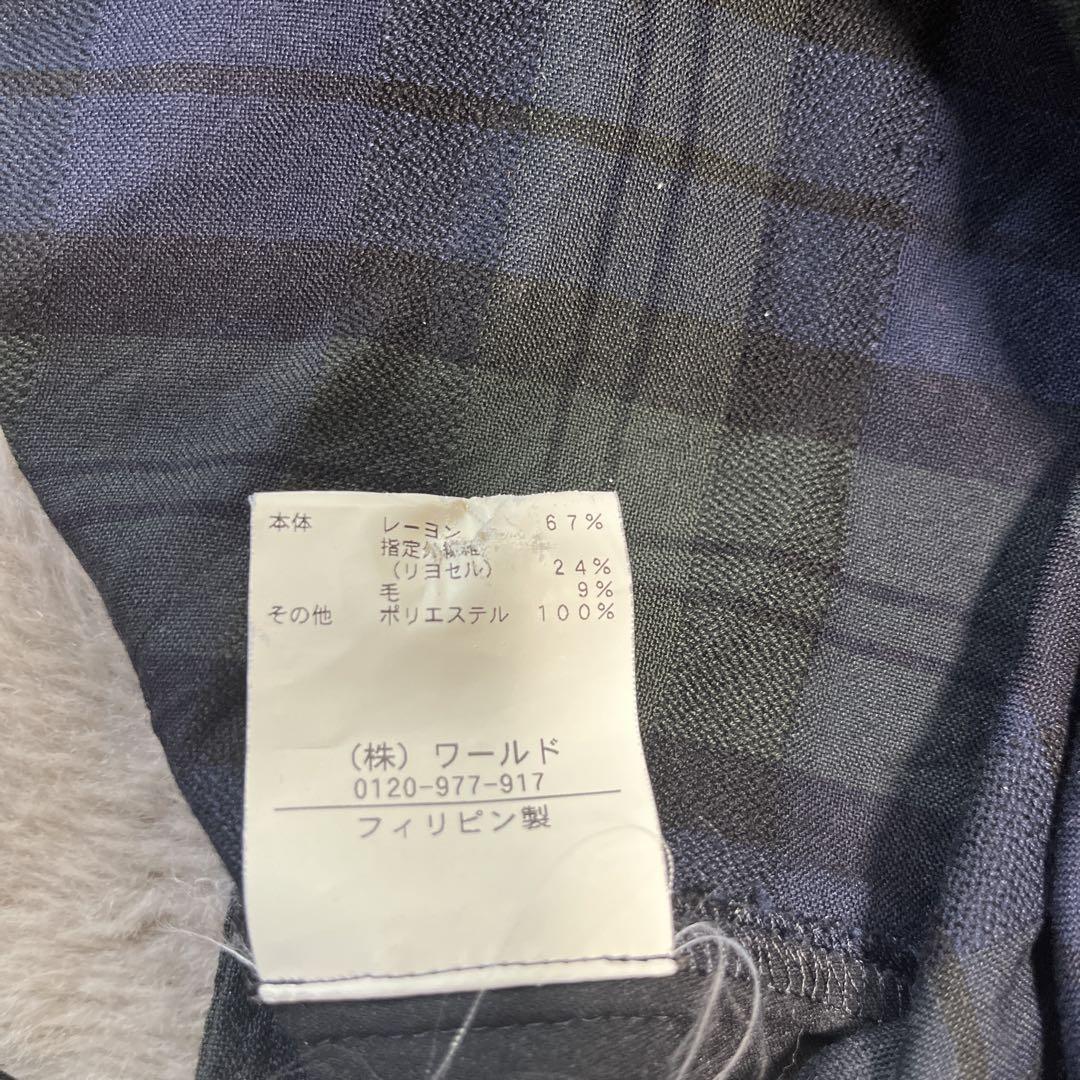 本体 レーヨン 67%
指定外繊維
(リヨセル) 24%
毛 9%
その他 ポリエステル 100%
(株)ワールド
0120-977-917
フィリピン製